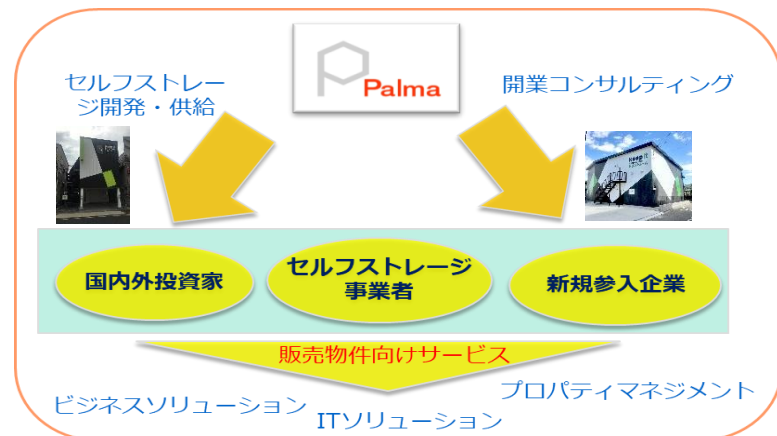 Palma
セルフストレー
ジ開発・供給
開業コンサルティング
国内外投資家
セルフストレージ
事業者
新規参入企業
販売物件向けサービス
ビジネスソリューション
ITソリューション
プロパティマネジメント